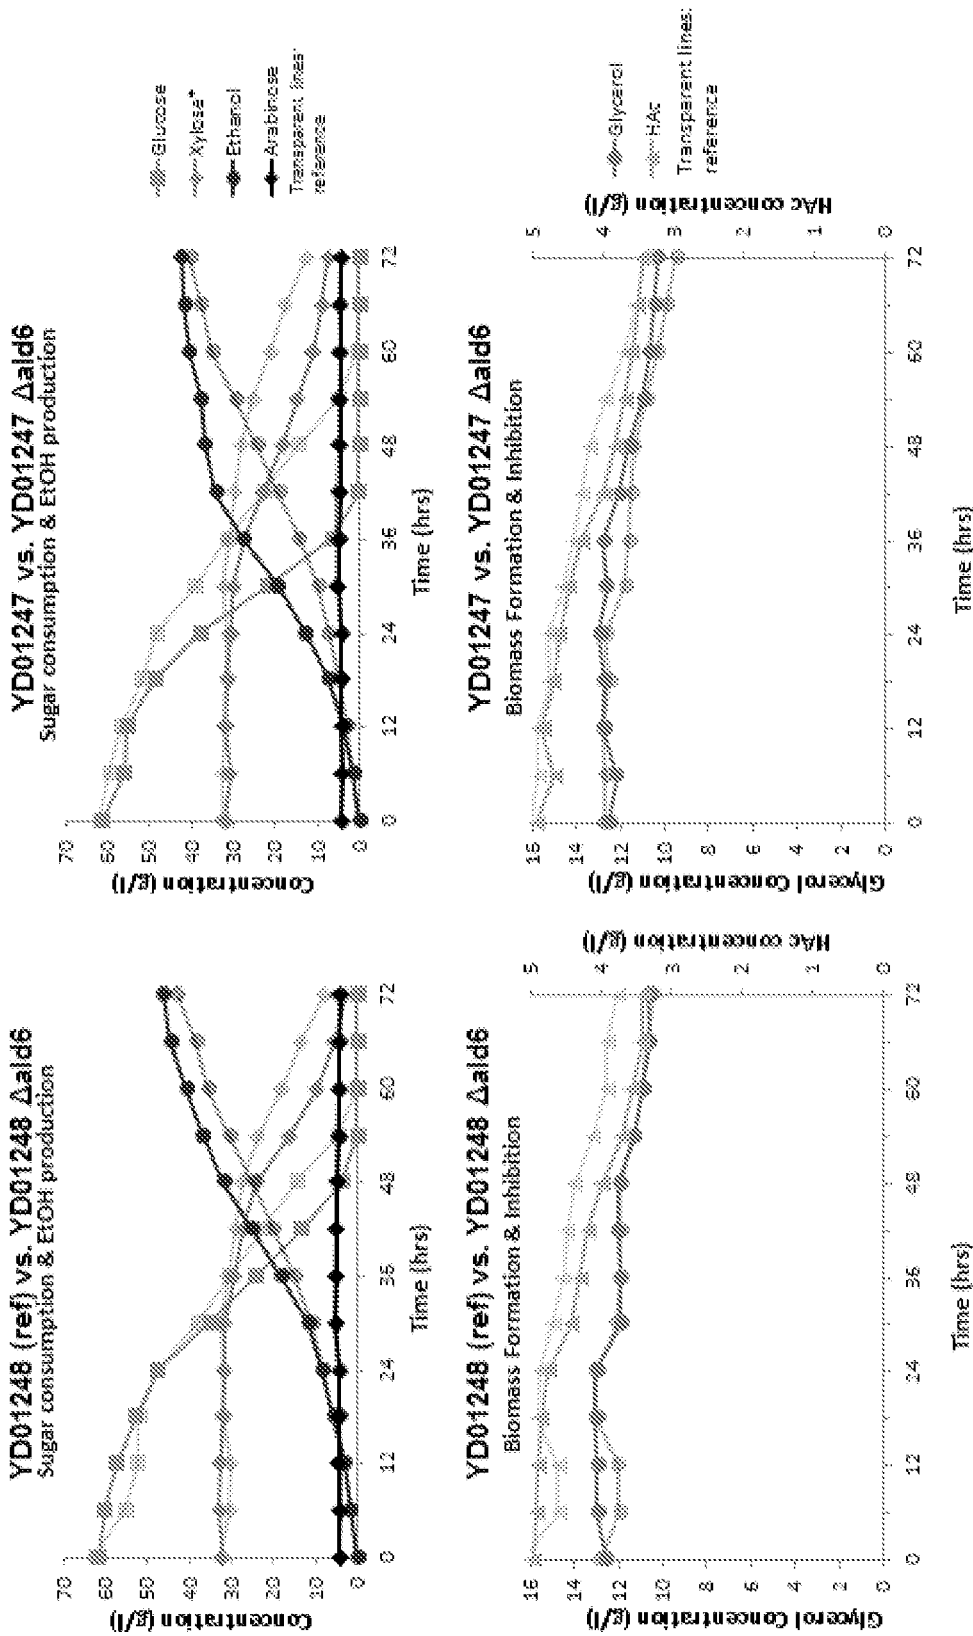 YD01248 (ref) vs. YD01248 Δald6
Sugar consumption & EtOH production
Concentration (g/l)
70
60
50
40
30
20
10
0
0
12
24
36
48
60
72
Time (hrs)
YD01247 vs. YD01247 Δald6
Sugar consumption & EtOH production
Concentration (g/l)
70
60
50
40
30
20
10
0
0
12
24
36
48
60
72
Time (hrs)
Glucose
Xylose*
Ethanol
Arabinose
Transparent lines:
reference
YD01248 (ref) vs. YD01248 Δald6
Biomass Formation & Inhibition
Glycerol Concentration
(g/l)
16
14
12
10
8
6
4
2
0
0
12
24
36
48
60
72
Time (hrs)
5
4
3
2
1
0
HAc concentration
(g/l)
YD01247 vs. YD01247 Δald6
Biomass Formation & Inhibition
Glycerol Concentration
(g/l)
16
14
12
10
8
6
4
2
0
0
12
24
36
48
60
72
Time (hrs)
5
4
3
2
1
0
HAc concentration
(g/l)
Glycerol
HAc
Transparent lines:
reference